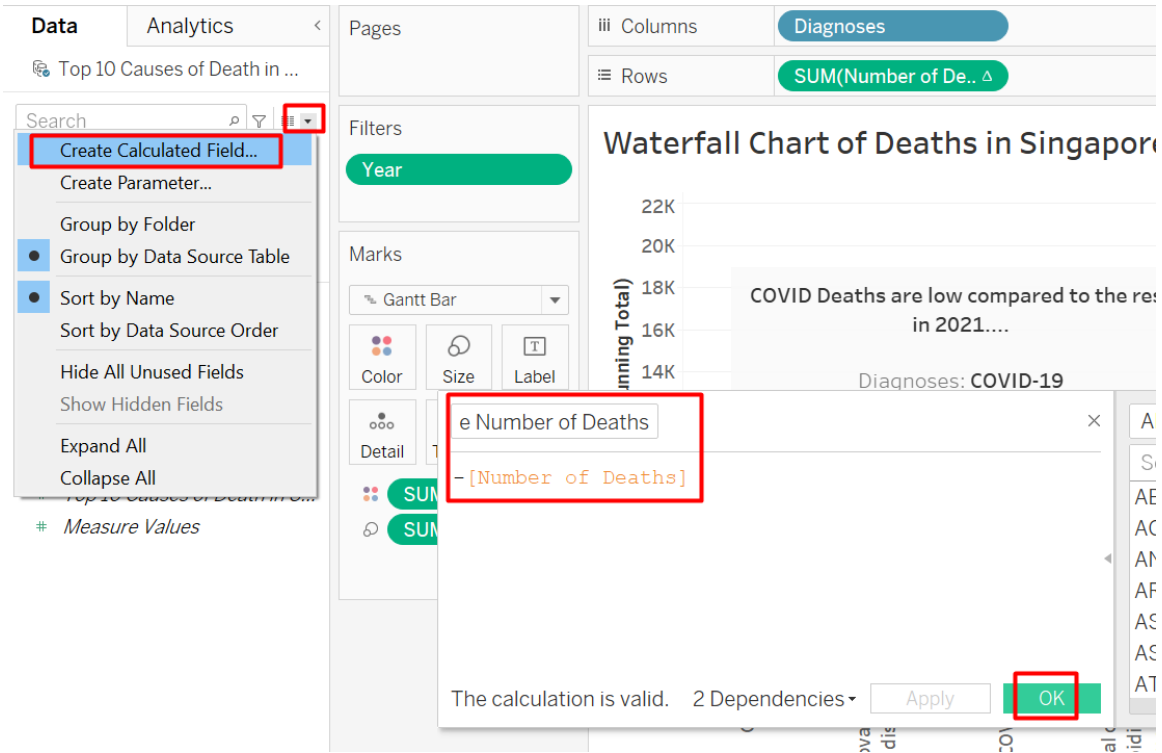 Data
Analytics
Top 10 Causes of Death in ...
Search
Create Calculated Field...
Create Parameter...
Group by Folder
Group by Data Source Table
Sort by Name
Sort by Data Source Order
Hide All Unused Fields
Show Hidden Fields
Expand All
Collapse All
Measure Values
Pages
Filters
Year
Marks
Gantt Bar
Color
Size
Label
Detail
iii Columns
Diagnoses
Rows
SUM(Number of De.. Δ
Waterfall Chart of Deaths in Singapore
22K
20K
18K
16K
14K
COVID Deaths are low compared to the res
in 2021....
Diagnoses: COVID-19
e Number of Deaths
-[Number of Deaths]
The calculation is valid.
2 Dependencies
Apply
OK